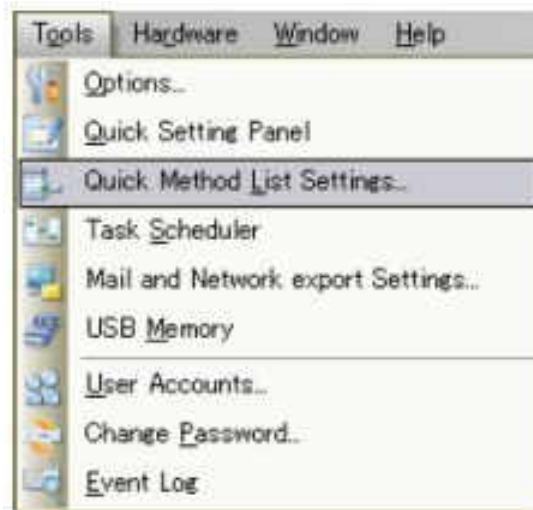 Tools Hardware Window Help
Options...
Quick Setting Panel
Quick Method List Settings...
Task Scheduler
Mail and Network export Settings...
USB Memory
User Accounts...
Change Password...
Event Log